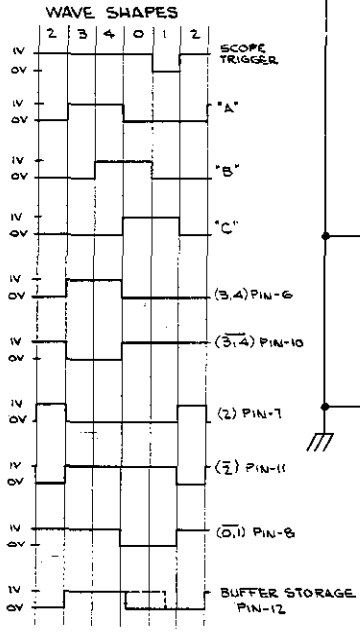 WAVE SHAPES
2 3 4 0 1 2
1V
0V
SCOPE
TRIGGER
1V
0V
"A"
1V
0V
"B"
1V
0V
"C"
1V
0V
(3,4) PIN-6
1V
0V
(3,4) PIN-10
1V
0V
(2) PIN-7
1V
0V
(2) PIN-11
1V
0V
(0,1) PIN-8
1V
0V
BUFFER STORAGE
PIN-12